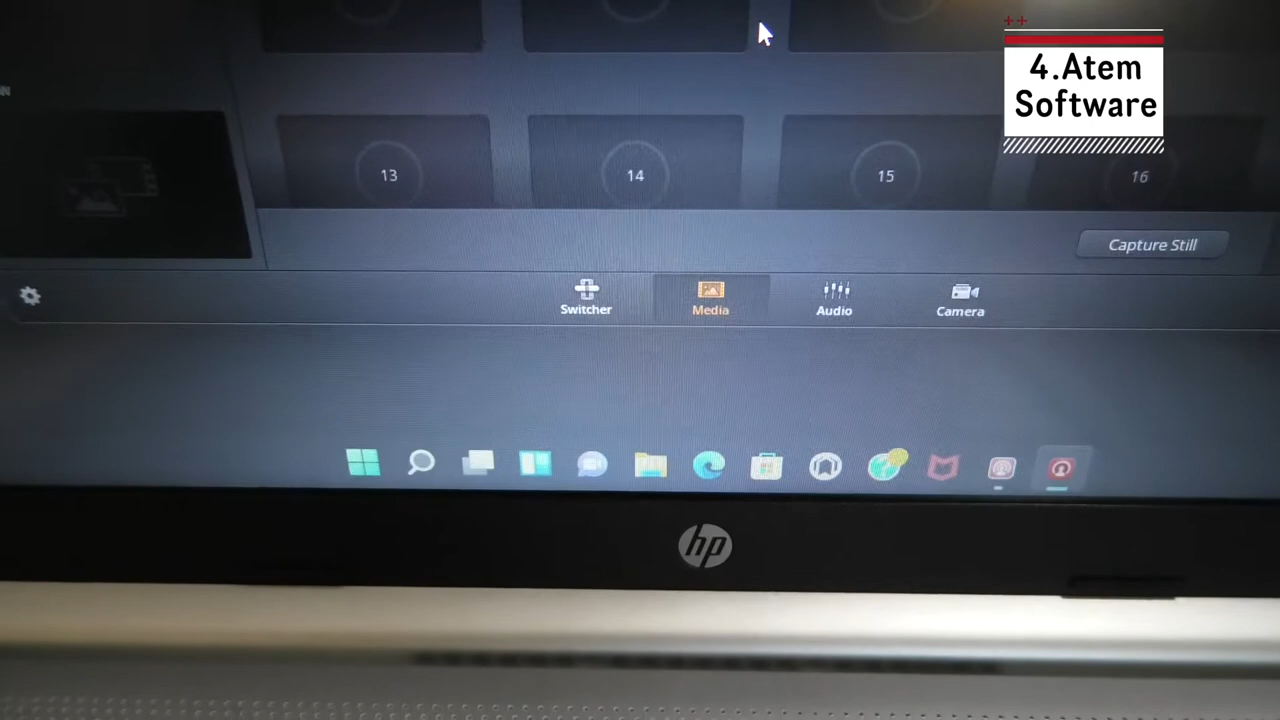 4.Atem
Software
13
14
15
16
Capture Still
Switcher
Media
Audio
Camera
hp